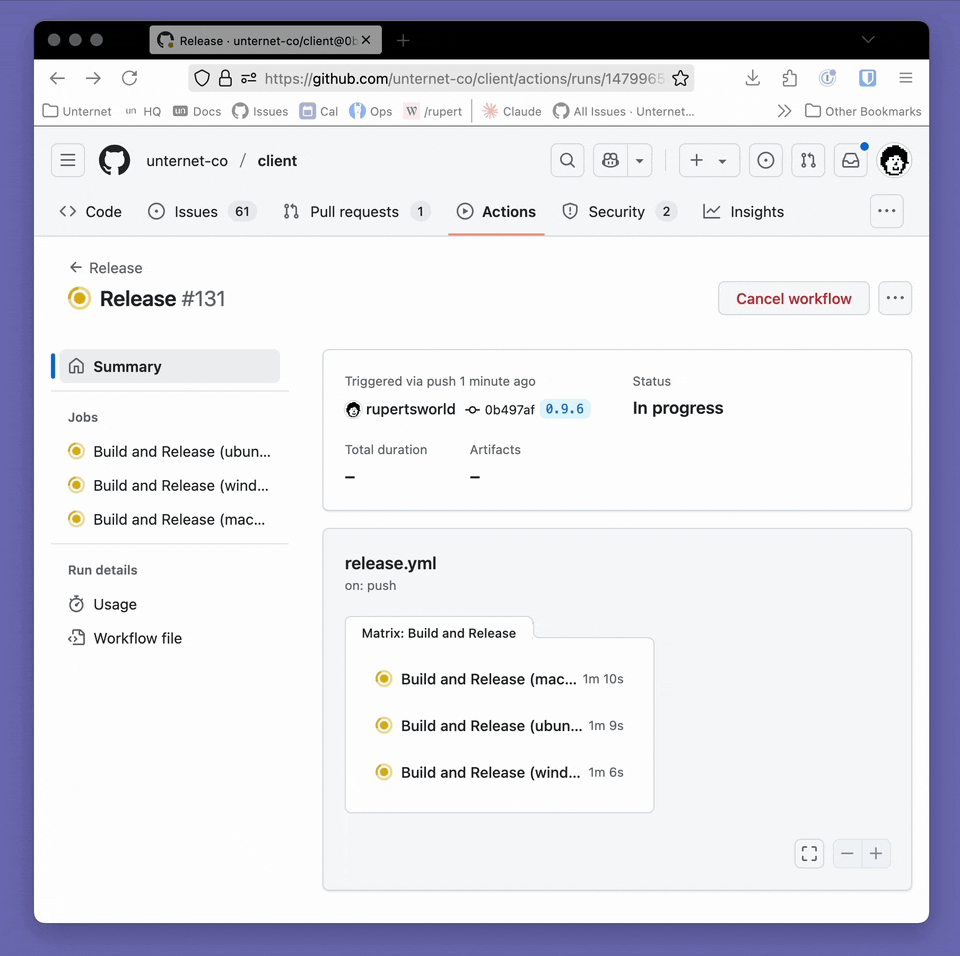 Release · unternet-co/client@0b
https://github.com/unternet-co/client/actions/runs/1479965
Unternet un HQ un Docs Issues Cal Ops W /rupert Claude All Issues · Unternet... Other Bookmarks
unternet-co / client
Code Issues 61 Pull requests 1 Actions Security 2 Insights
Release
Release #131
Cancel workflow
Summary
Jobs
Build and Release (ubun...
Build and Release (wind...
Build and Release (mac...
Run details
Usage
Workflow file
Triggered via push 1 minute ago
rupertsworld 0b497af 0.9.6
Status
In progress
Total duration
–
Artifacts
–
release.yml
on: push
Matrix: Build and Release
Build and Release (mac... 1m 10s
Build and Release (ubun... 1m 9s
Build and Release (wind... 1m 6s